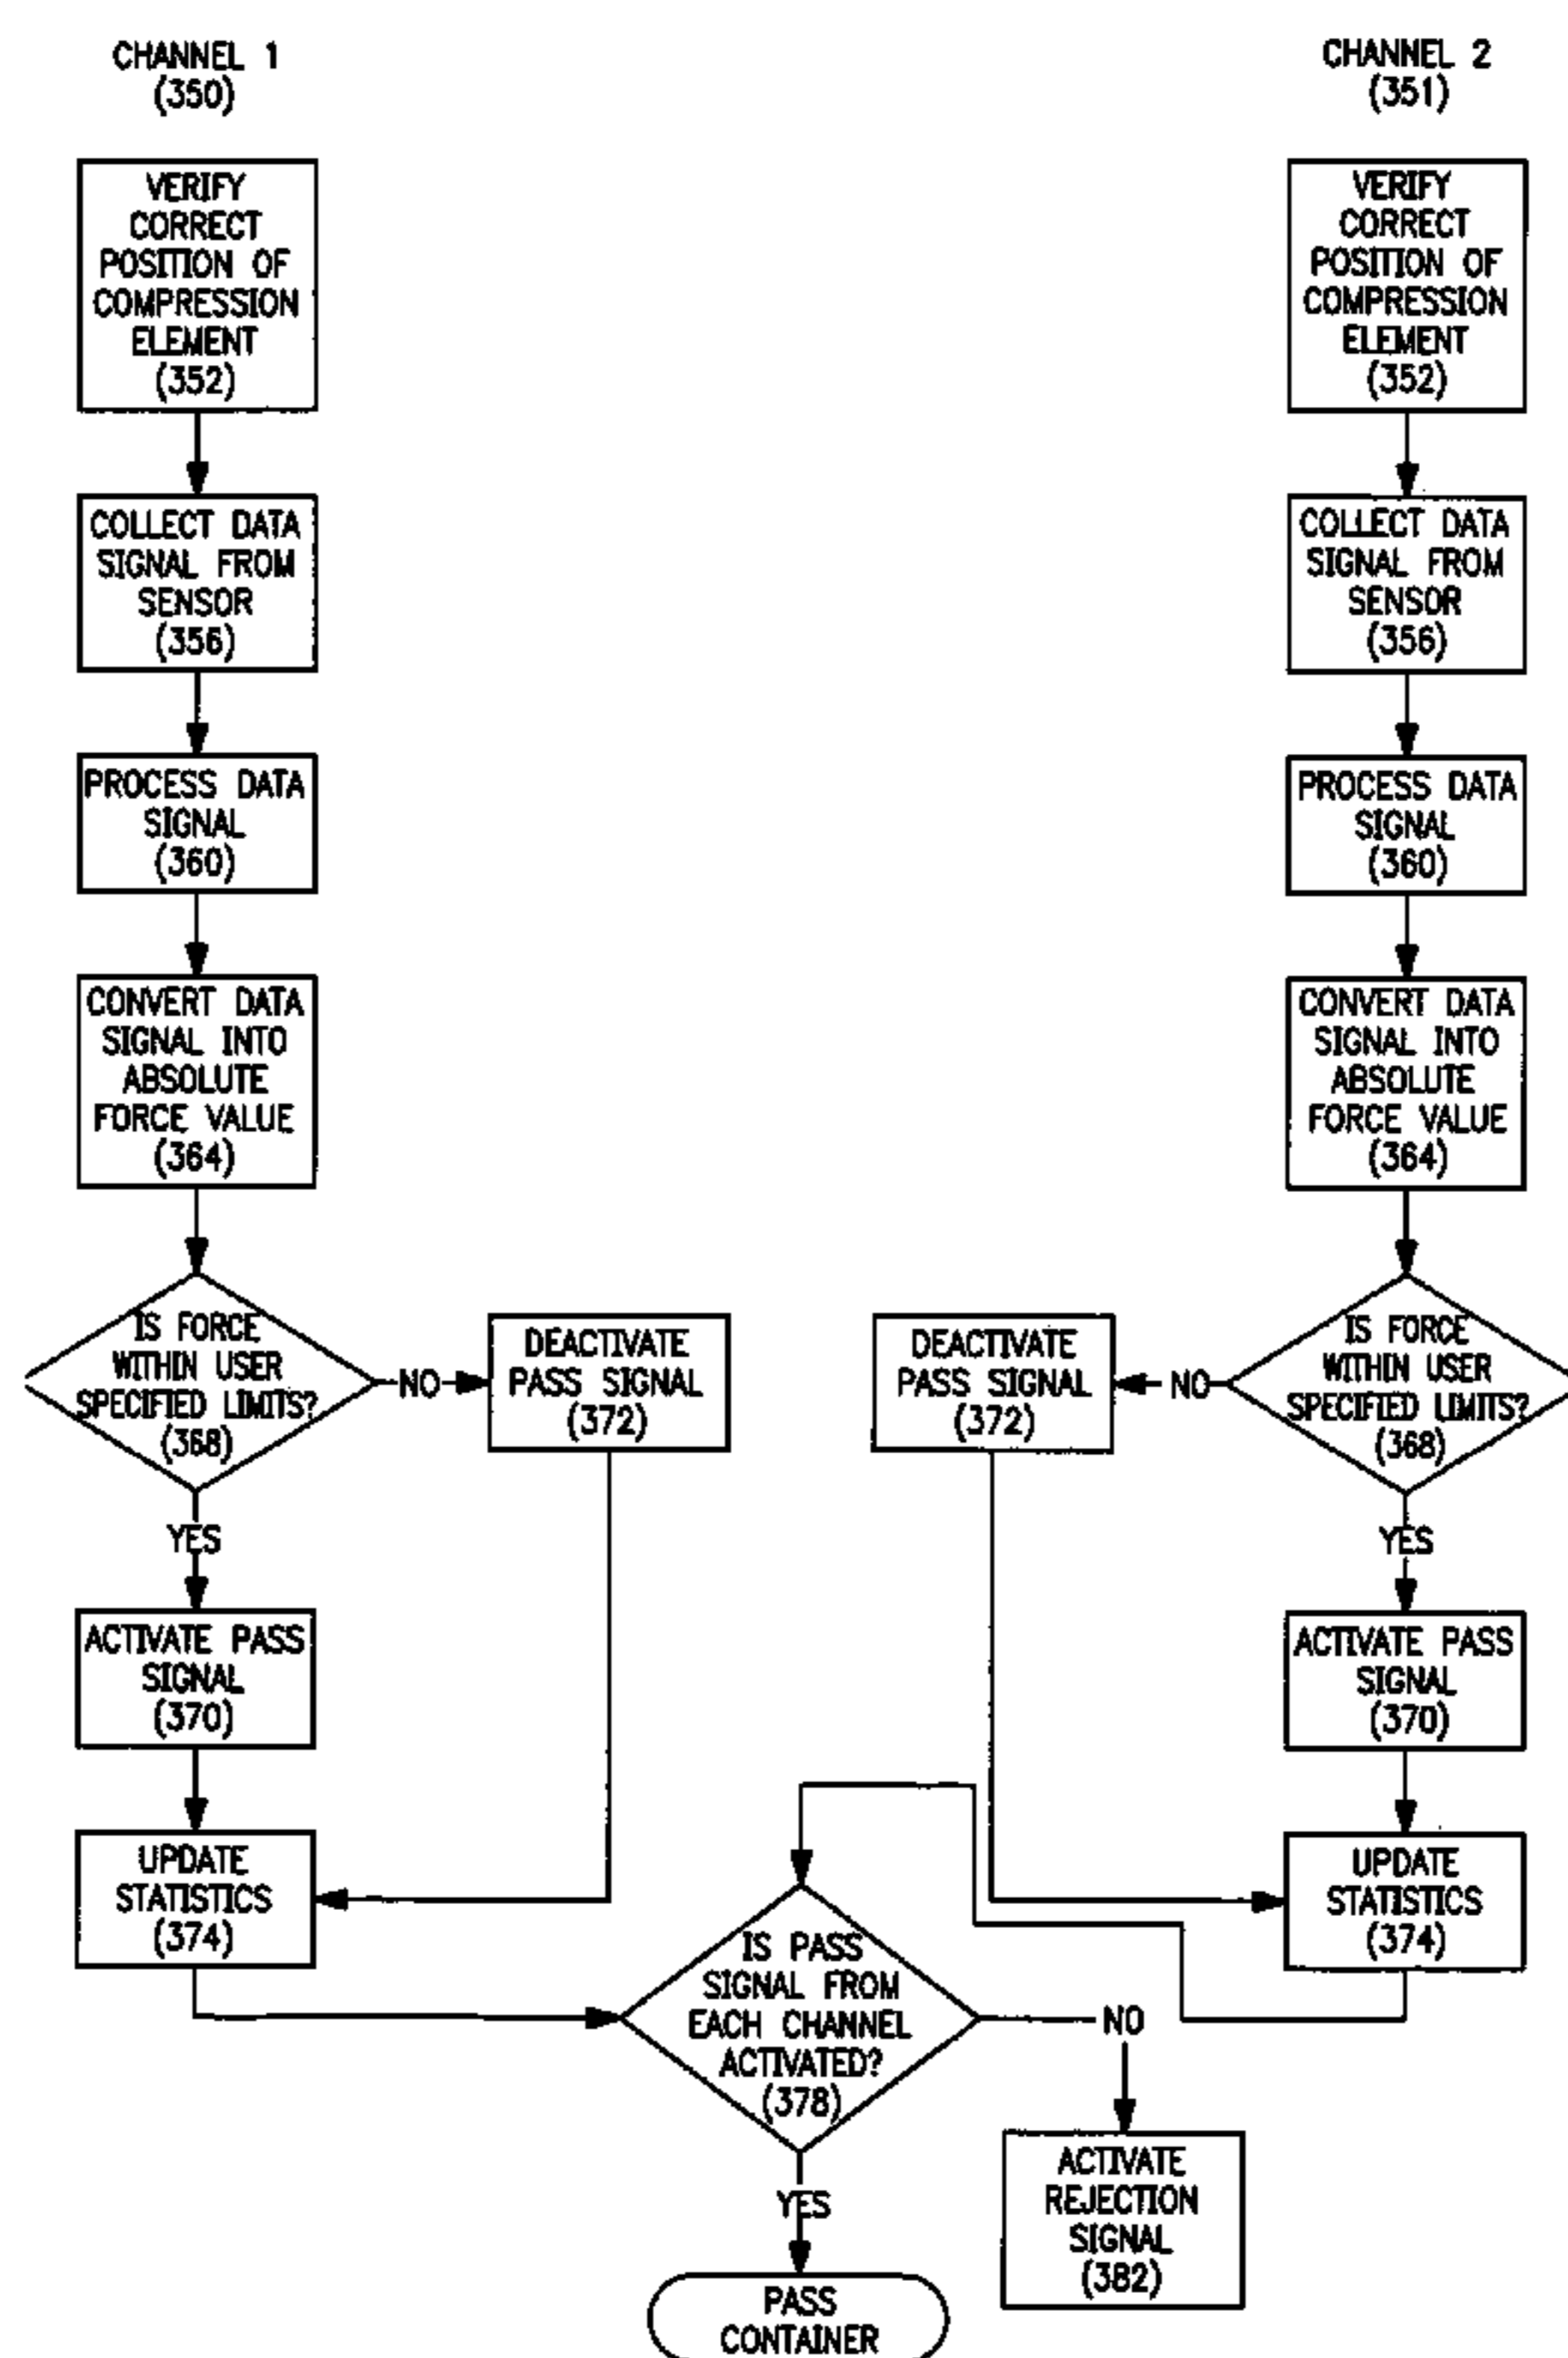 CHANNEL 1
(350)
VERIFY
CORRECT
POSITION OF
COMPRESSION
ELEMENT
(352)
COLLECT DATA
SIGNAL FROM
SENSOR
(356)
PROCESS DATA
SIGNAL
(360)
CONVERT DATA
SIGNAL INTO
ABSOLUTE
FORCE VALUE
(364)
IS FORCE
WITHIN USER
SPECIFIED LIMITS?
(368)
NO
DEACTIVATE
PASS SIGNAL
(372)
YES
ACTIVATE PASS
SIGNAL
(370)
UPDATE
STATISTICS
(374)
CHANNEL 2
(351)
VERIFY
CORRECT
POSITION OF
COMPRESSION
ELEMENT
(352)
COLLECT DATA
SIGNAL FROM
SENSOR
(356)
PROCESS DATA
SIGNAL
(360)
CONVERT DATA
SIGNAL INTO
ABSOLUTE
FORCE VALUE
(364)
IS FORCE
WITHIN USER
SPECIFIED LIMITS?
(368)
NO
DEACTIVATE
PASS SIGNAL
(372)
YES
ACTIVATE PASS
SIGNAL
(370)
UPDATE
STATISTICS
(374)
IS PASS
SIGNAL FROM
EACH CHANNEL
ACTIVATED?
(378)
NO
ACTIVATE
REJECTION
SIGNAL
(382)
YES
PASS
CONTAINER